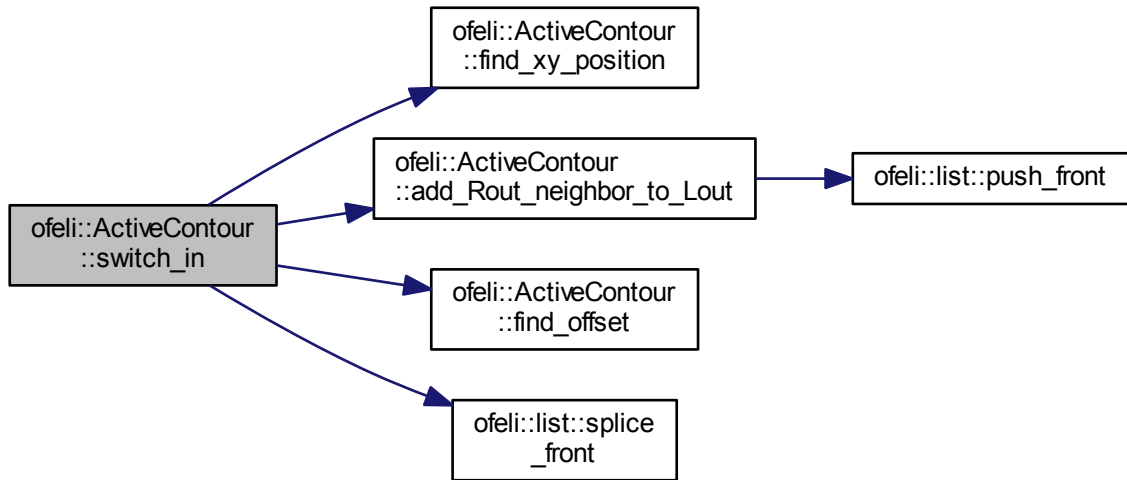 ofeli::ActiveContour
::find_xy_position
ofeli::ActiveContour
::add_Rout_neighbor_to_Lout
ofeli::list::push_front
ofeli::ActiveContour
::switch_in
ofeli::ActiveContour
::find_offset
ofeli::list::splice
_front